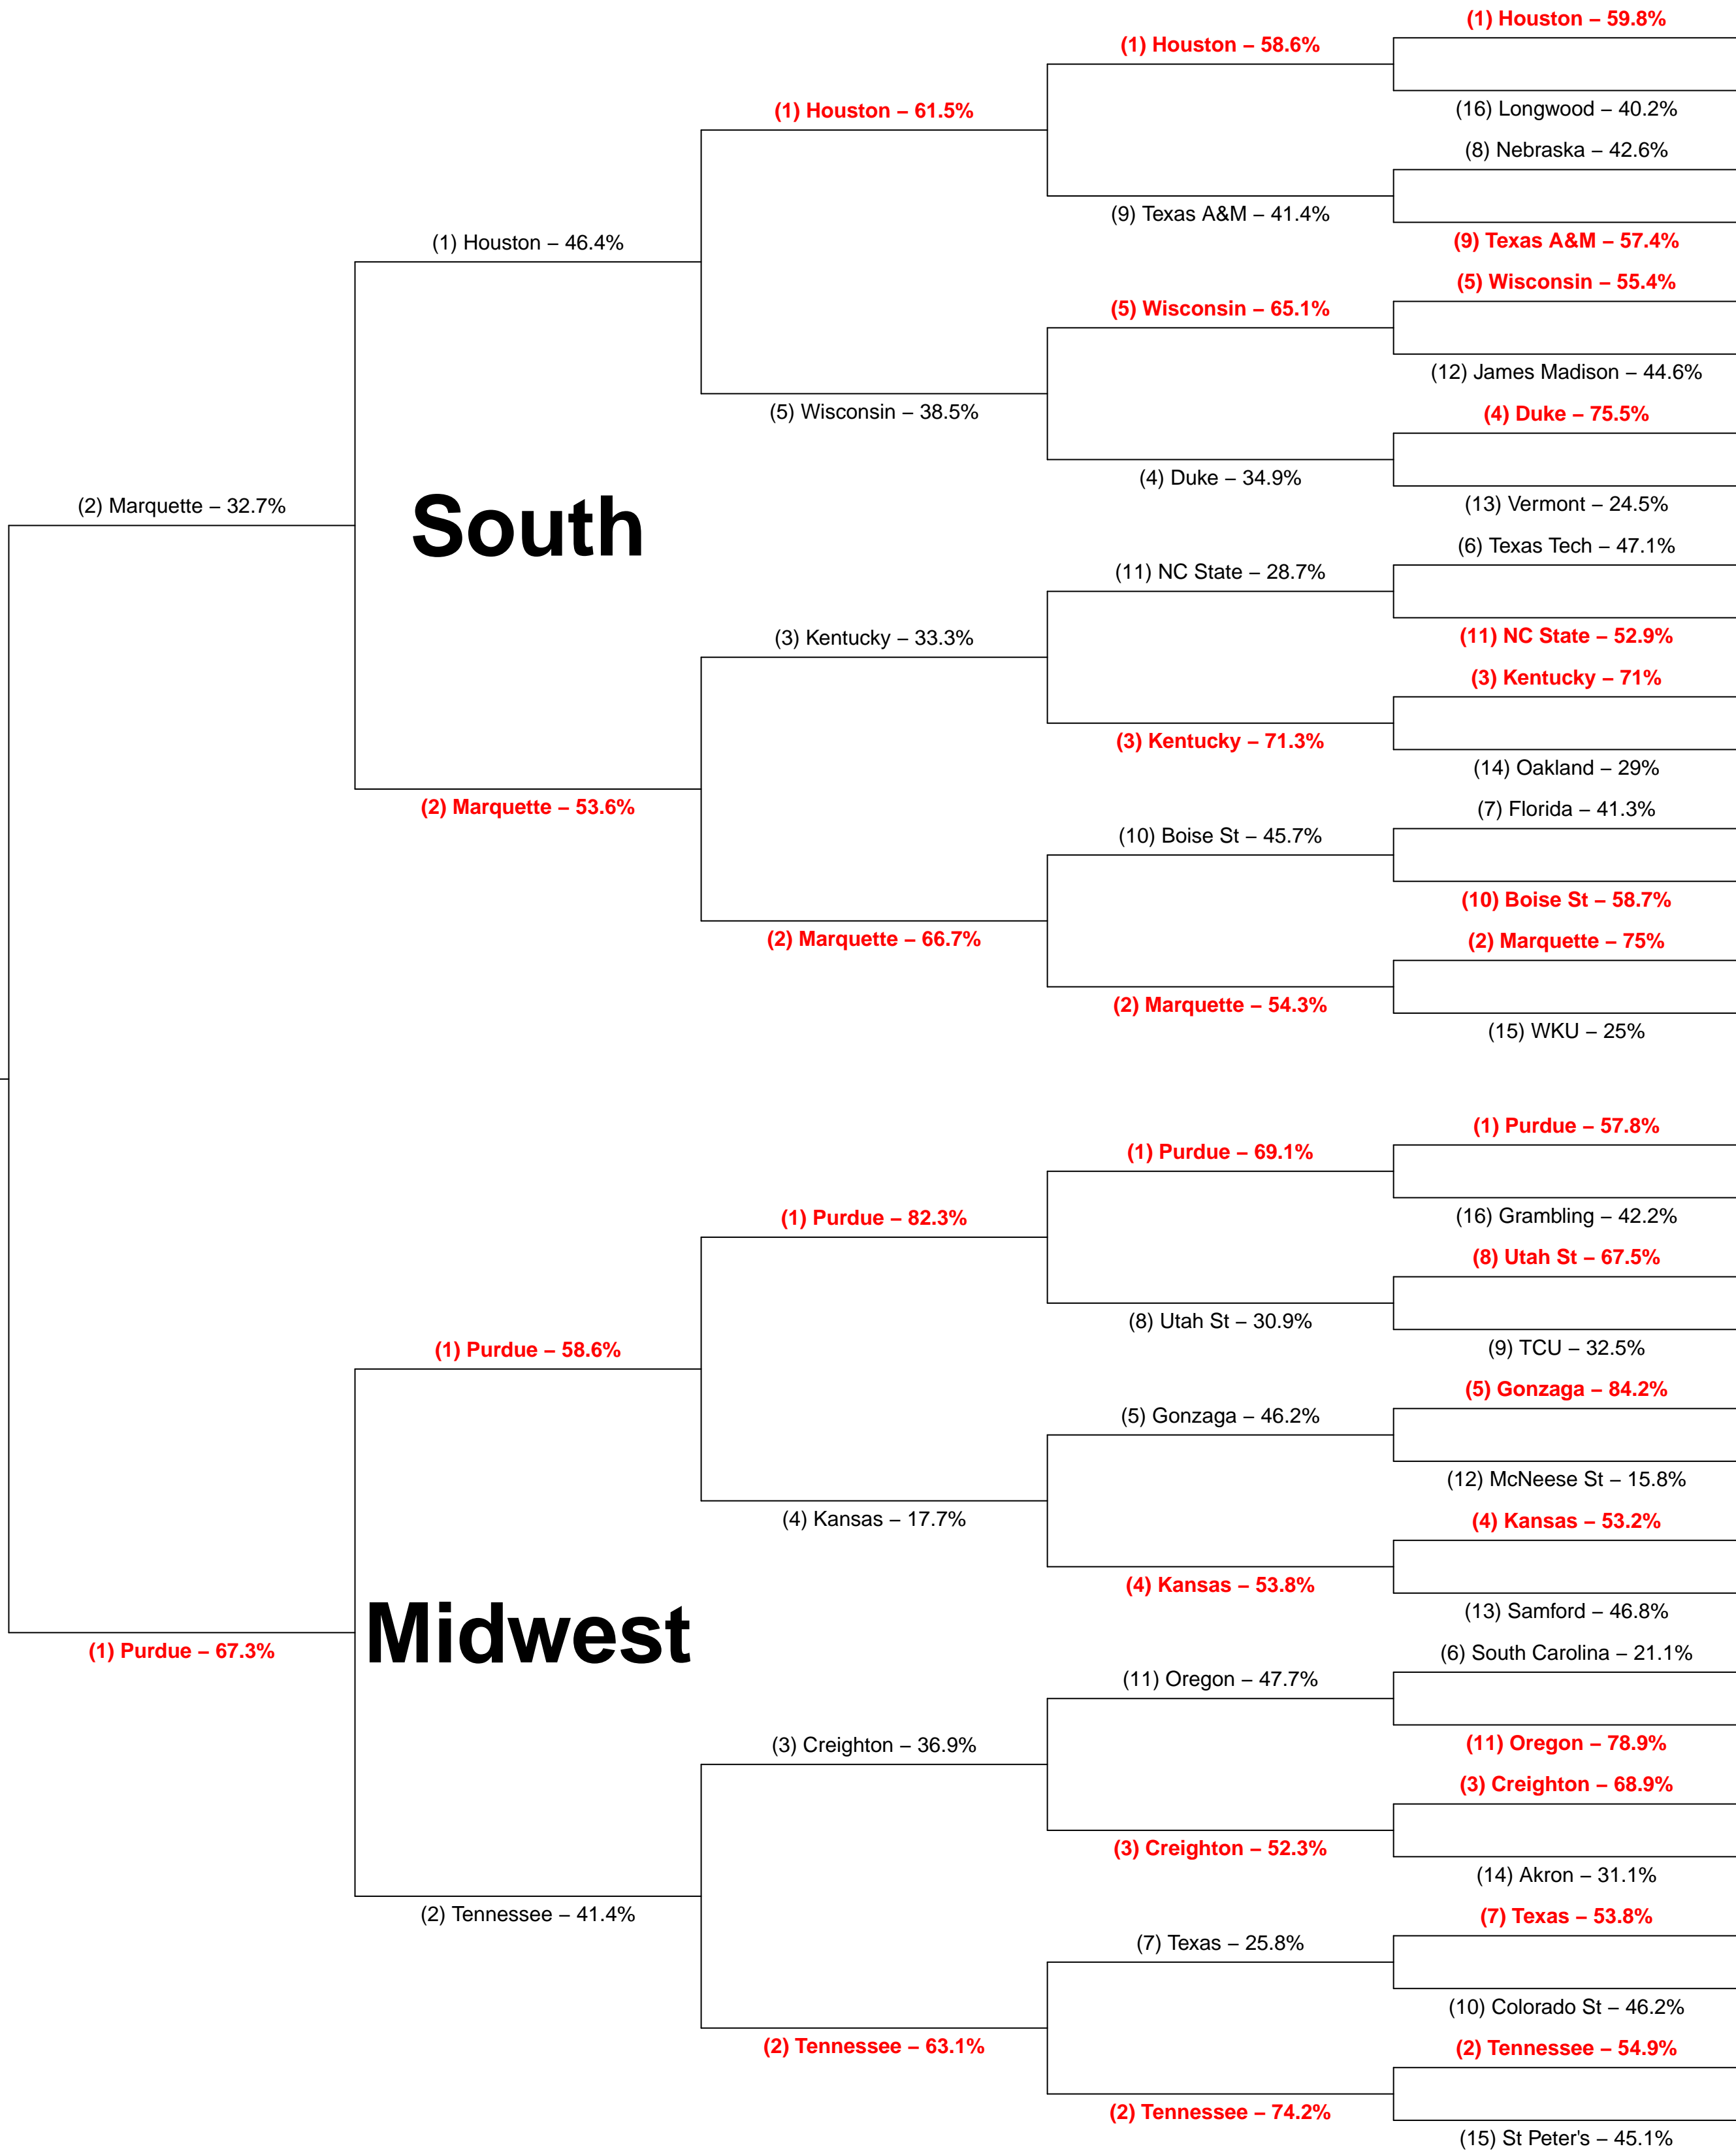 (1) Houston – 59.8%
(1) Houston – 58.6%
(1) Houston – 61.5%
(16) Longwood – 40.2%
(8) Nebraska – 42.6%
(9) Texas A&M – 41.4%
(1) Houston – 46.4%
(9) Texas A&M – 57.4%
(5) Wisconsin – 55.4%
(5) Wisconsin – 65.1%
(12) James Madison – 44.6%
(5) Wisconsin – 38.5%
(4) Duke – 75.5%
(4) Duke – 34.9%
(2) Marquette – 32.7%
(13) Vermont – 24.5%
South
(6) Texas Tech – 47.1%
(11) NC State – 28.7%
(3) Kentucky – 33.3%
(11) NC State – 52.9%
(3) Kentucky – 71%
(3) Kentucky – 71.3%
(14) Oakland – 29%
(2) Marquette – 53.6%
(7) Florida – 41.3%
(10) Boise St – 45.7%
(10) Boise St – 58.7%
(2) Marquette – 66.7%
(2) Marquette – 75%
(2) Marquette – 54.3%
(15) WKU – 25%
(1) Purdue – 57.8%
(1) Purdue – 69.1%
(1) Purdue – 82.3%
(16) Grambling – 42.2%
(8) Utah St – 67.5%
(8) Utah St – 30.9%
(1) Purdue – 58.6%
(9) TCU – 32.5%
(5) Gonzaga – 84.2%
(5) Gonzaga – 46.2%
(12) McNeese St – 15.8%
(4) Kansas – 17.7%
(4) Kansas – 53.2%
(4) Kansas – 53.8%
(13) Samford – 46.8%
Midwest
(1) Purdue – 67.3%
(6) South Carolina – 21.1%
(11) Oregon – 47.7%
(3) Creighton – 36.9%
(11) Oregon – 78.9%
(3) Creighton – 68.9%
(3) Creighton – 52.3%
(14) Akron – 31.1%
(2) Tennessee – 41.4%
(7) Texas – 53.8%
(7) Texas – 25.8%
(10) Colorado St – 46.2%
(2) Tennessee – 63.1%
(2) Tennessee – 54.9%
(2) Tennessee – 74.2%
(15) St Peter's – 45.1%